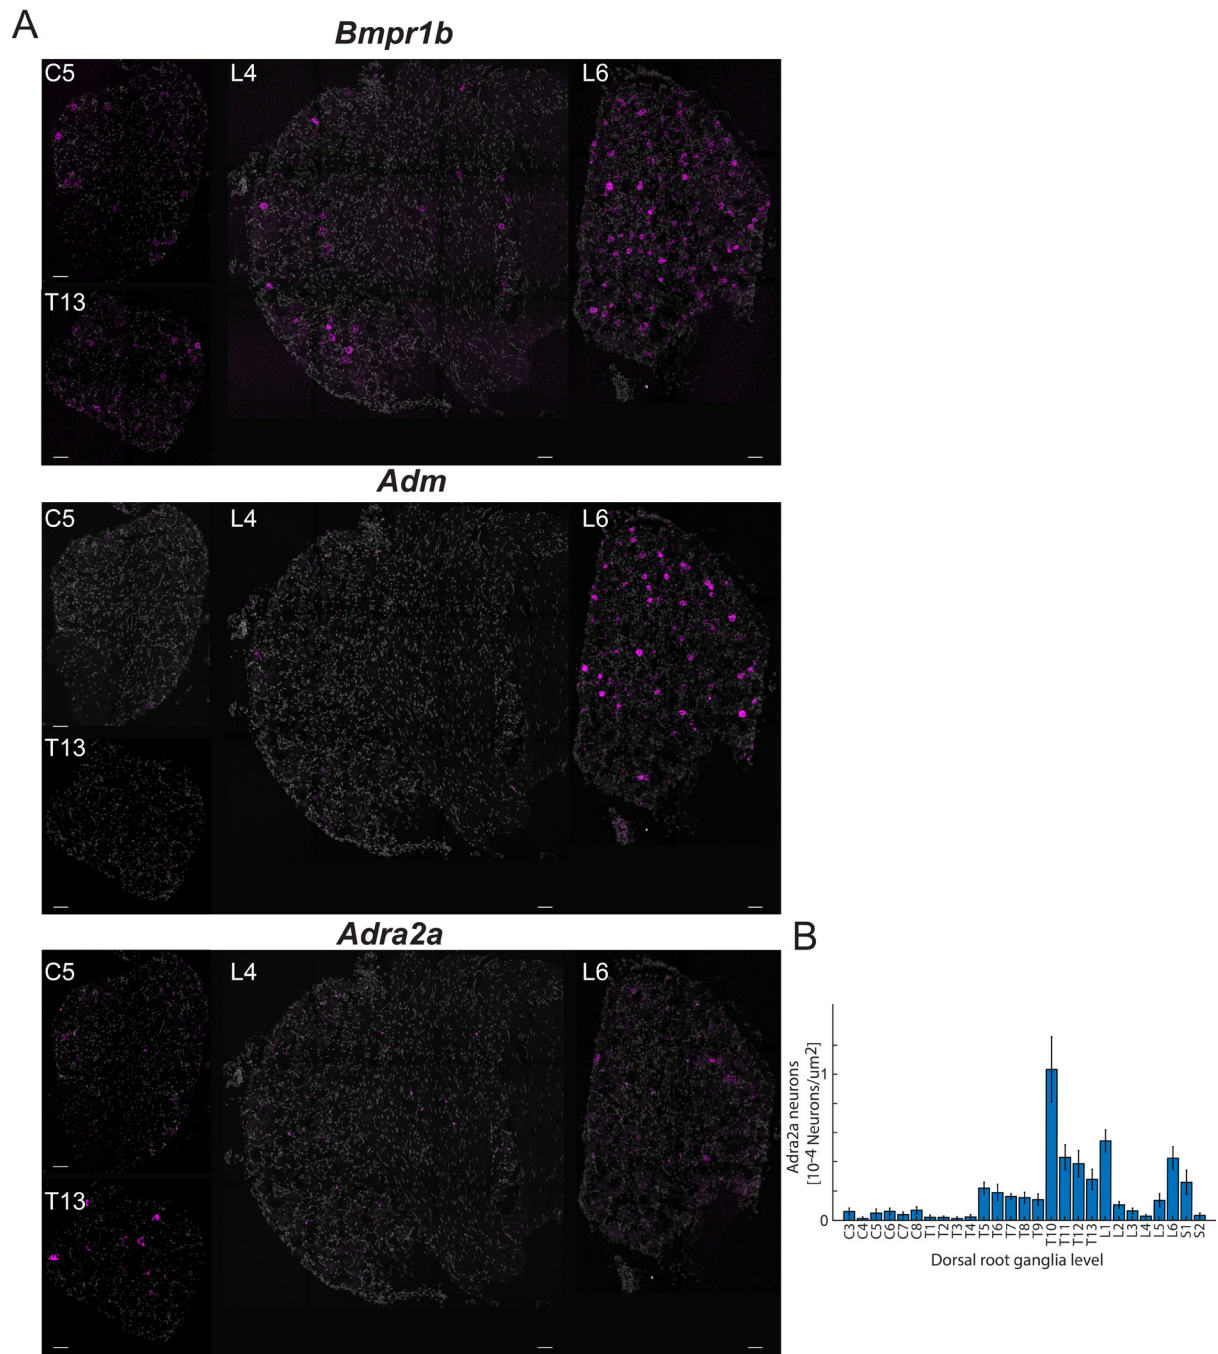 A
Bmpr1b
C5
L4
L6
T13
Adm
C5
L4
L6
T13
Adra2a
C5
L4
L6
T13
B
Adra2a neurons
[10-4 Neurons/um2]
1
0
C3 C4 C5 C6 C7 C8 T1 T2 T3 T4 T5 T6 T7 T8 T9 T10 T11 T12 T13 L1 L2 L3 L4 L5 L6 S1 S2
Dorsal root ganglia level